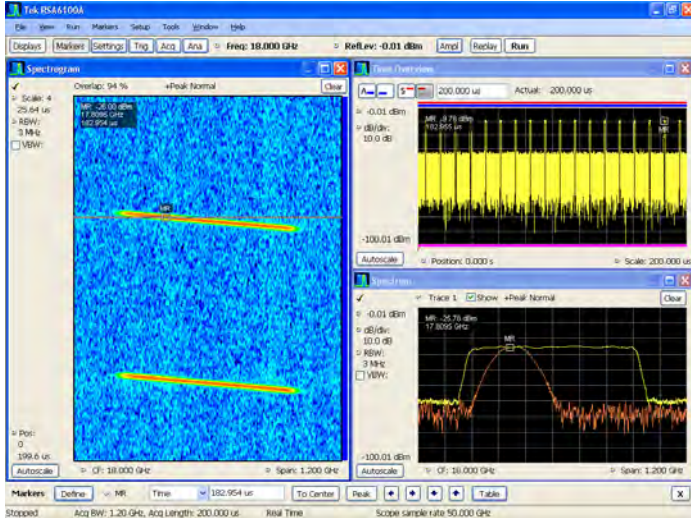 Tek RSA6100A
File View Run Markers Setup Tools Window Help
Displays Markers Settings Trig Acq Ana Freq: 18.000 GHz RefLev: -0.01 dBm Ampl Replay Run
Spectrogram
Overlap: 94 % +Peak Normal Clear
Scale: 4
25.64 us
RBW:
3 MHz
VBW:
MR: -26.00 dBm
17.8095 GHz
182.954 us
MR
Pos:
0
199.6 us
Autoscale CF: 18.000 GHz Span: 1.200 GHz
Time Overview
200.000 us Actual: 200.000 us
-0.01 dBm
dB/div:
10.0 dB
MR: -9.78 dBm
182.955 us
MR
-100.01 dBm
Autoscale Position: 0.000 s Scale: 200.000 us
Spectrum
Trace 1 Show +Peak Normal Clear
-0.01 dBm
dB/div:
10.0 dB
RBW:
3 MHz
VBW:
MR: -25.78 dBm
17.8095 GHz
MR
-100.01 dBm
Autoscale CF: 18.000 GHz Span: 1.200 GHz
Markers Define MR Time 182.954 us To Center Peak Table X
Stopped Acq BW: 1.20 GHz, Acq Length: 200.000 us Real Time Scope sample rate 50.000 GHz